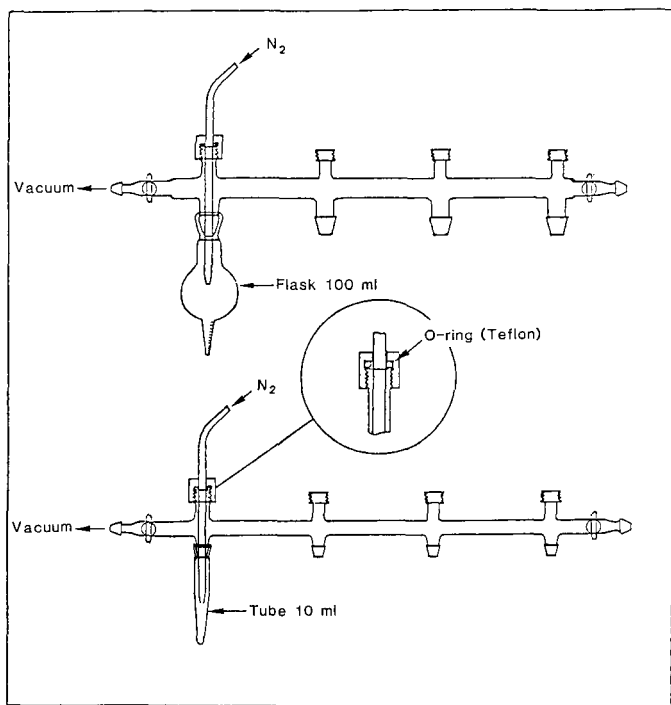 N₂
Vacuum
Flask 100 ml
O-ring (Teflon)
N₂
Vacuum
Tube 10 ml